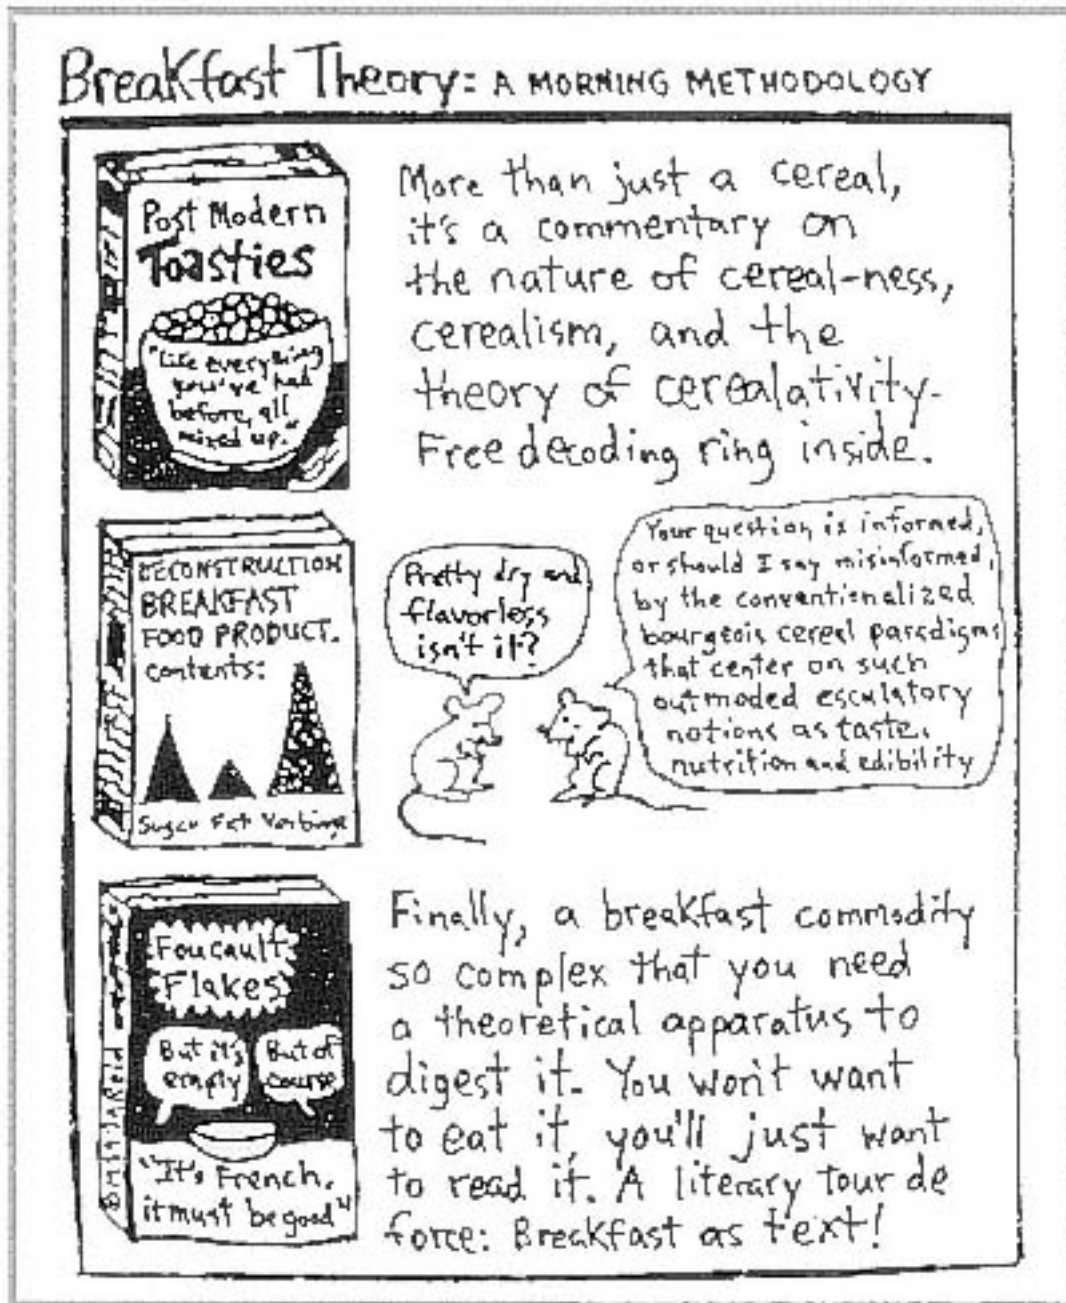 Breakfast Theory: A MORNING METHODOLOGY
Post Modern
Toasties
"Like everything
you've had
before, all
mixed up."
More than just a cereal,
it's a commentary on
the nature of cereal-ness,
cerealism, and the
theory of cerealativity.
Free decoding ring inside.
DECONSTRUCTION
BREAKFAST
FOOD PRODUCT.
contents:
Sugar Fat Verbiage
Pretty dry and
flavorless
isn't it?
Your question is informed,
or should I say misinformed,
by the conventionalized
bourgeois cereal paradigms
that center on such
outmoded escalatory
notions as taste,
nutrition and edibility
Foucault
Flakes
But it's
empty
But of
course
"It's French,
it must be good"
Finally, a breakfast commodity
so complex that you need
a theoretical apparatus to
digest it. You won't want
to eat it, you'll just want
to read it. A literary tour de
force: Breakfast as text!